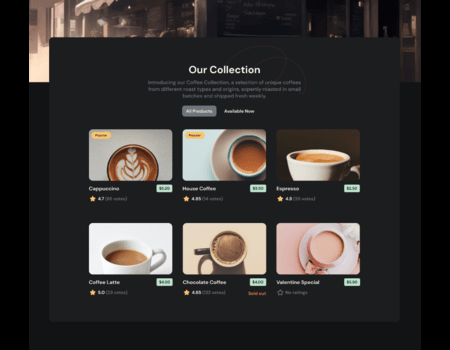 Our Collection
Introducing our Coffee Collection, a selection of unique coffees
from different roast types and origins, expertly roasted in small
batches and shipped fresh weekly.
All Products Available Now
Popular Popular
Cappuccino $5.20 House Coffee $3.50 Espresso $2.50
4.7 (65 votes) 4.85 (14 votes) 4.9 (55 votes)
Coffee Latte $4.50 Chocolate Coffee $4.00 Valentine Special $5.50
5.0 (23 votes) 4.65 (122 votes) Sold out No ratings